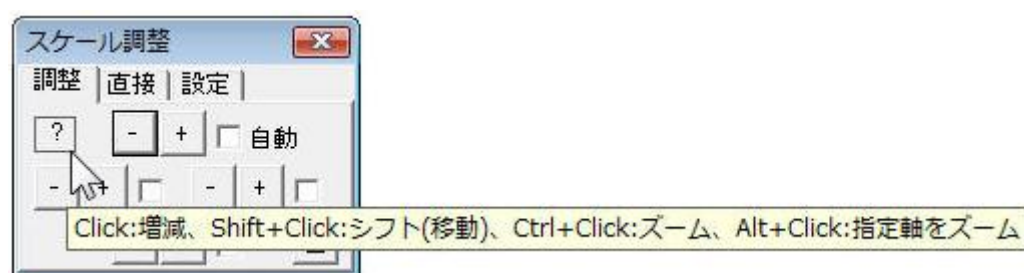 スケール調整
調整 直接 設定
? - + 自動
- + - +
Click:増減、Shift+Click:シフト(移動)、Ctrl+Click:ズーム、Alt+Click:指定軸をズーム